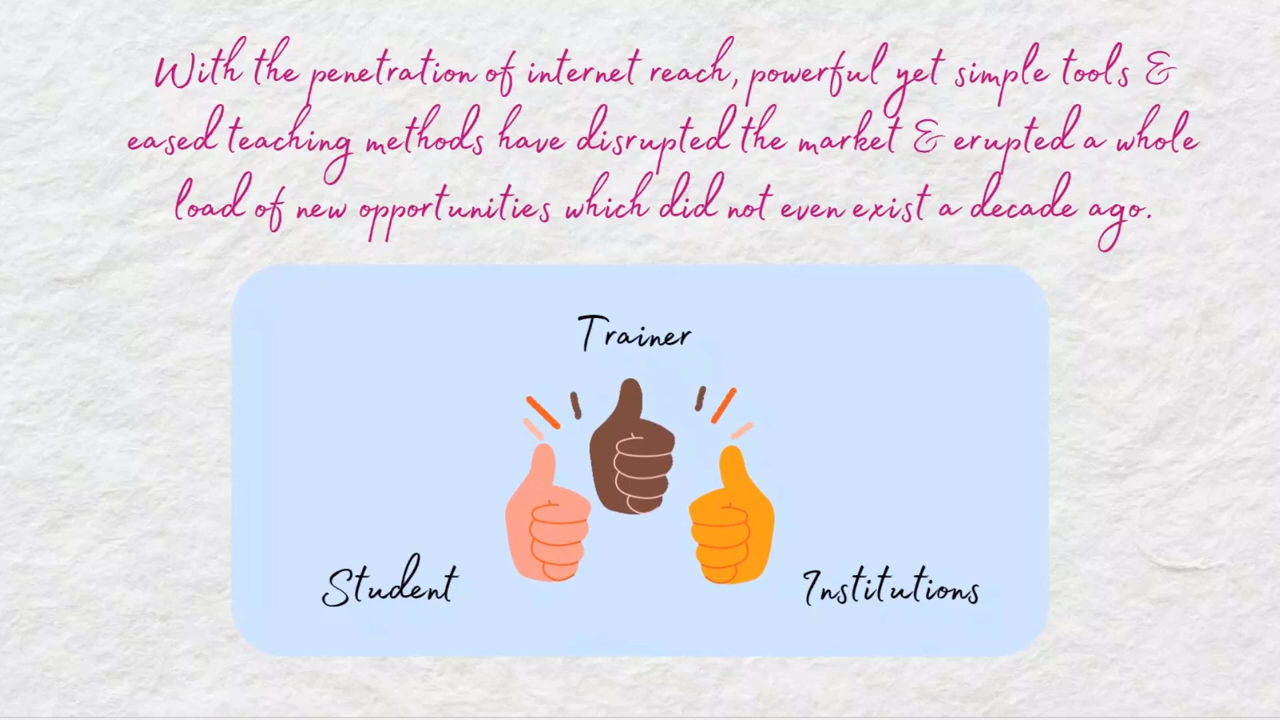 With the penetration of internet reach, powerful yet simple tools &
eased teaching methods have disrupted the market & erupted a whole
load of new opportunities which did not even exist a decade ago.
Trainer
Student
Institutions